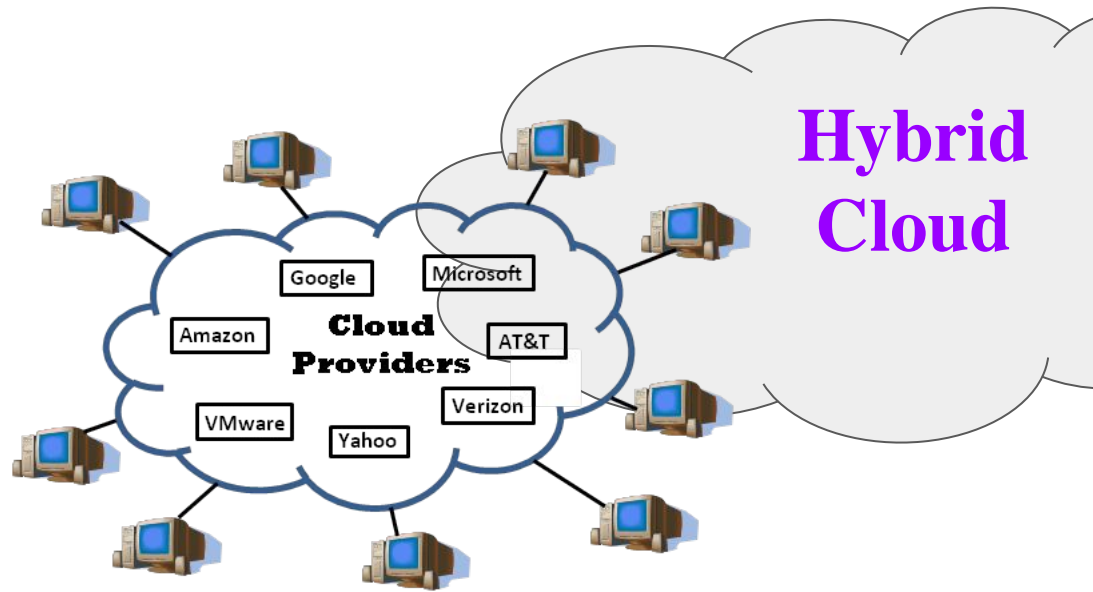 Hybrid
Cloud
Google
Microsoft
Cloud
Providers
Amazon
AT&T
VMware
Verizon
Yahoo